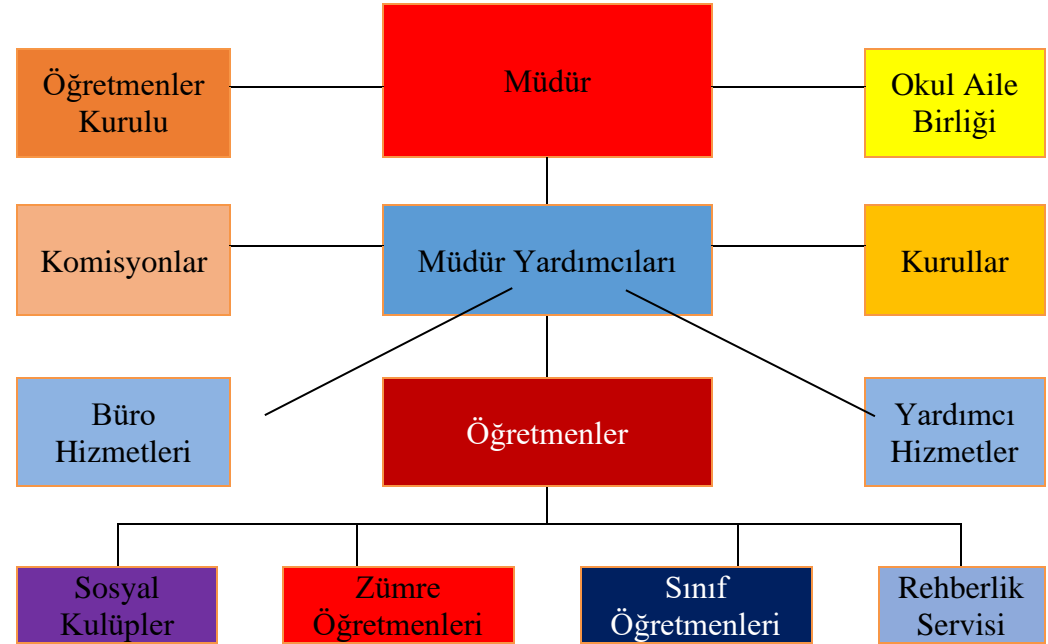 Öğretmenler
Kurulu
Müdür
Okul Aile
Birliği
Komisyonlar
Müdür Yardımcıları
Kurullar
Büro
Hizmetleri
Öğretmenler
Yardımcı
Hizmetler
Sosyal
Kulüpler
Zümre
Öğretmenleri
Sınıf
Öğretmenleri
Rehberlik
Servisi